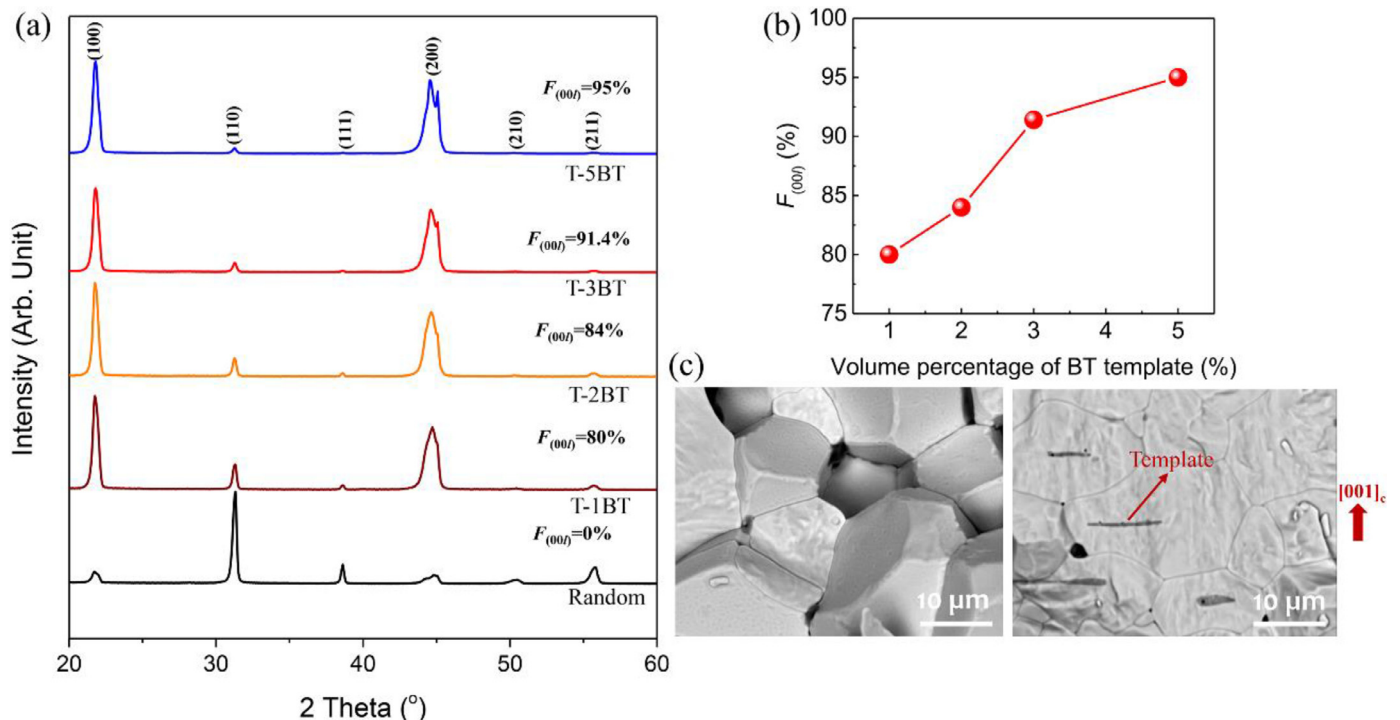 (a)
(100)
(110)
(111)
(200)
(210)
(211)
F(00l)=95%
T-5BT
F(00l)=91.4%
T-3BT
F(00l)=84%
T-2BT
F(00l)=80%
T-1BT
F(00l)=0%
Random
Intensity (Arb. Unit)
20 30 40 50 60
2 Theta (°)
(b)
100
95
90
85
80
75
F(00l) (%)
1 2 3 4 5
Volume percentage of BT template (%)
(c)
10 μm
Template
10 μm
[001]c